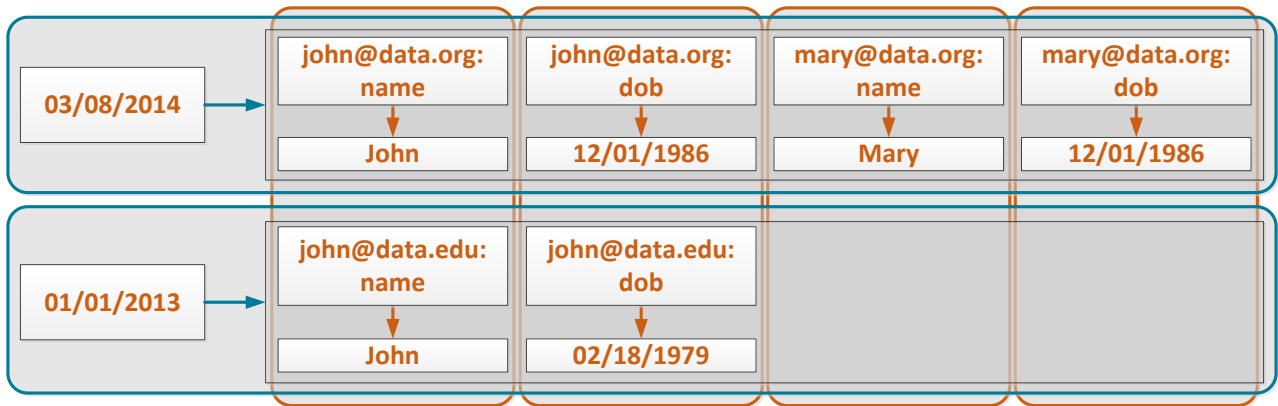 03/08/2014
john@data.org:
name
John
john@data.org:
dob
12/01/1986
mary@data.org:
name
Mary
mary@data.org:
dob
12/01/1986
01/01/2013
john@data.edu:
name
John
john@data.edu:
dob
02/18/1979